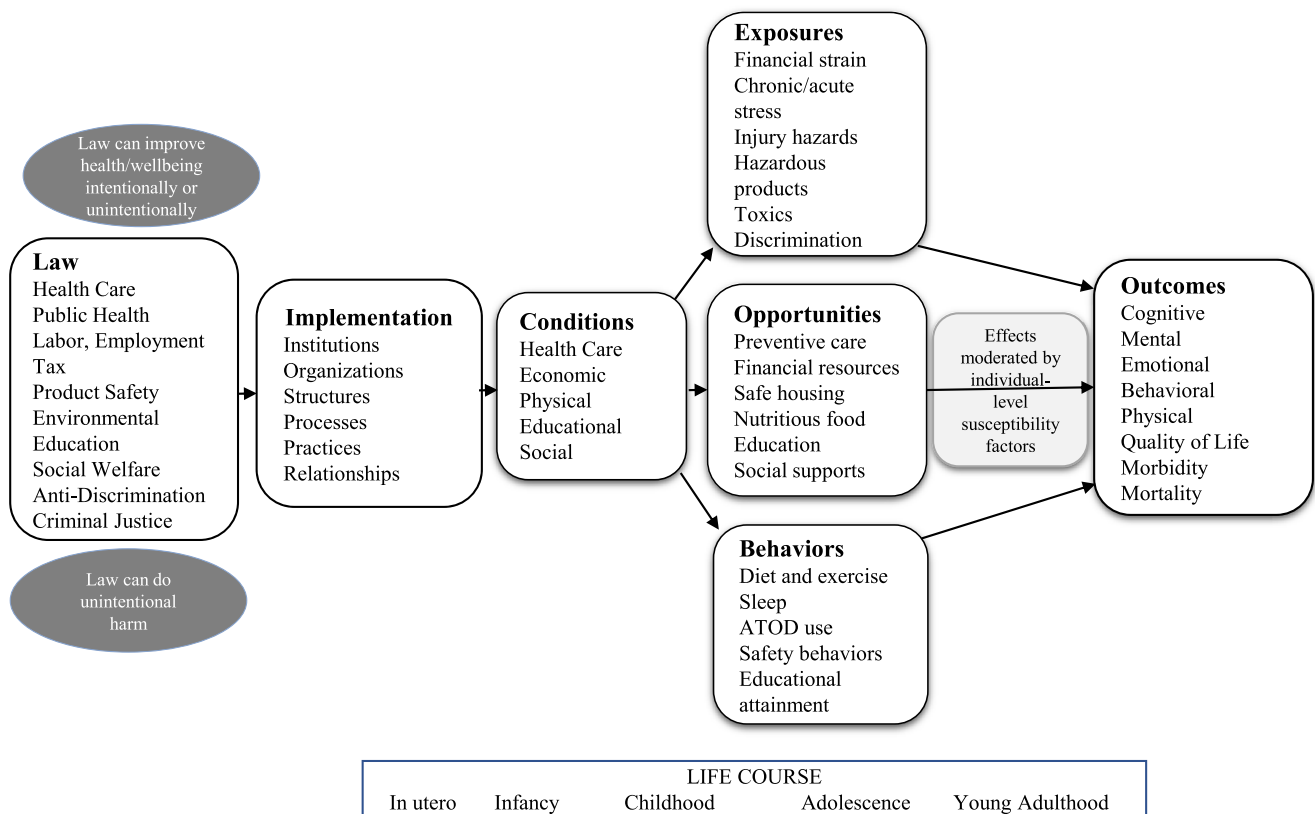 Law can improve
health/wellbeing
intentionally or
unintentionally
Law
Health Care
Public Health
Labor, Employment
Tax
Product Safety
Environmental
Education
Social Welfare
Anti-Discrimination
Criminal Justice
Law can do
unintentional
harm
Implementation
Institutions
Organizations
Structures
Processes
Practices
Relationships
Conditions
Health Care
Economic
Physical
Educational
Social
Exposures
Financial strain
Chronic/acute
stress
Injury hazards
Hazardous
products
Toxics
Discrimination
Opportunities
Preventive care
Financial resources
Safe housing
Nutritious food
Education
Social supports
Behaviors
Diet and exercise
Sleep
ATOD use
Safety behaviors
Educational
attainment
Effects
moderated by
individual-
level
susceptibility
factors
Outcomes
Cognitive
Mental
Emotional
Behavioral
Physical
Quality of Life
Morbidity
Mortality
LIFE COURSE
In utero Infancy Childhood Adolescence Young Adulthood